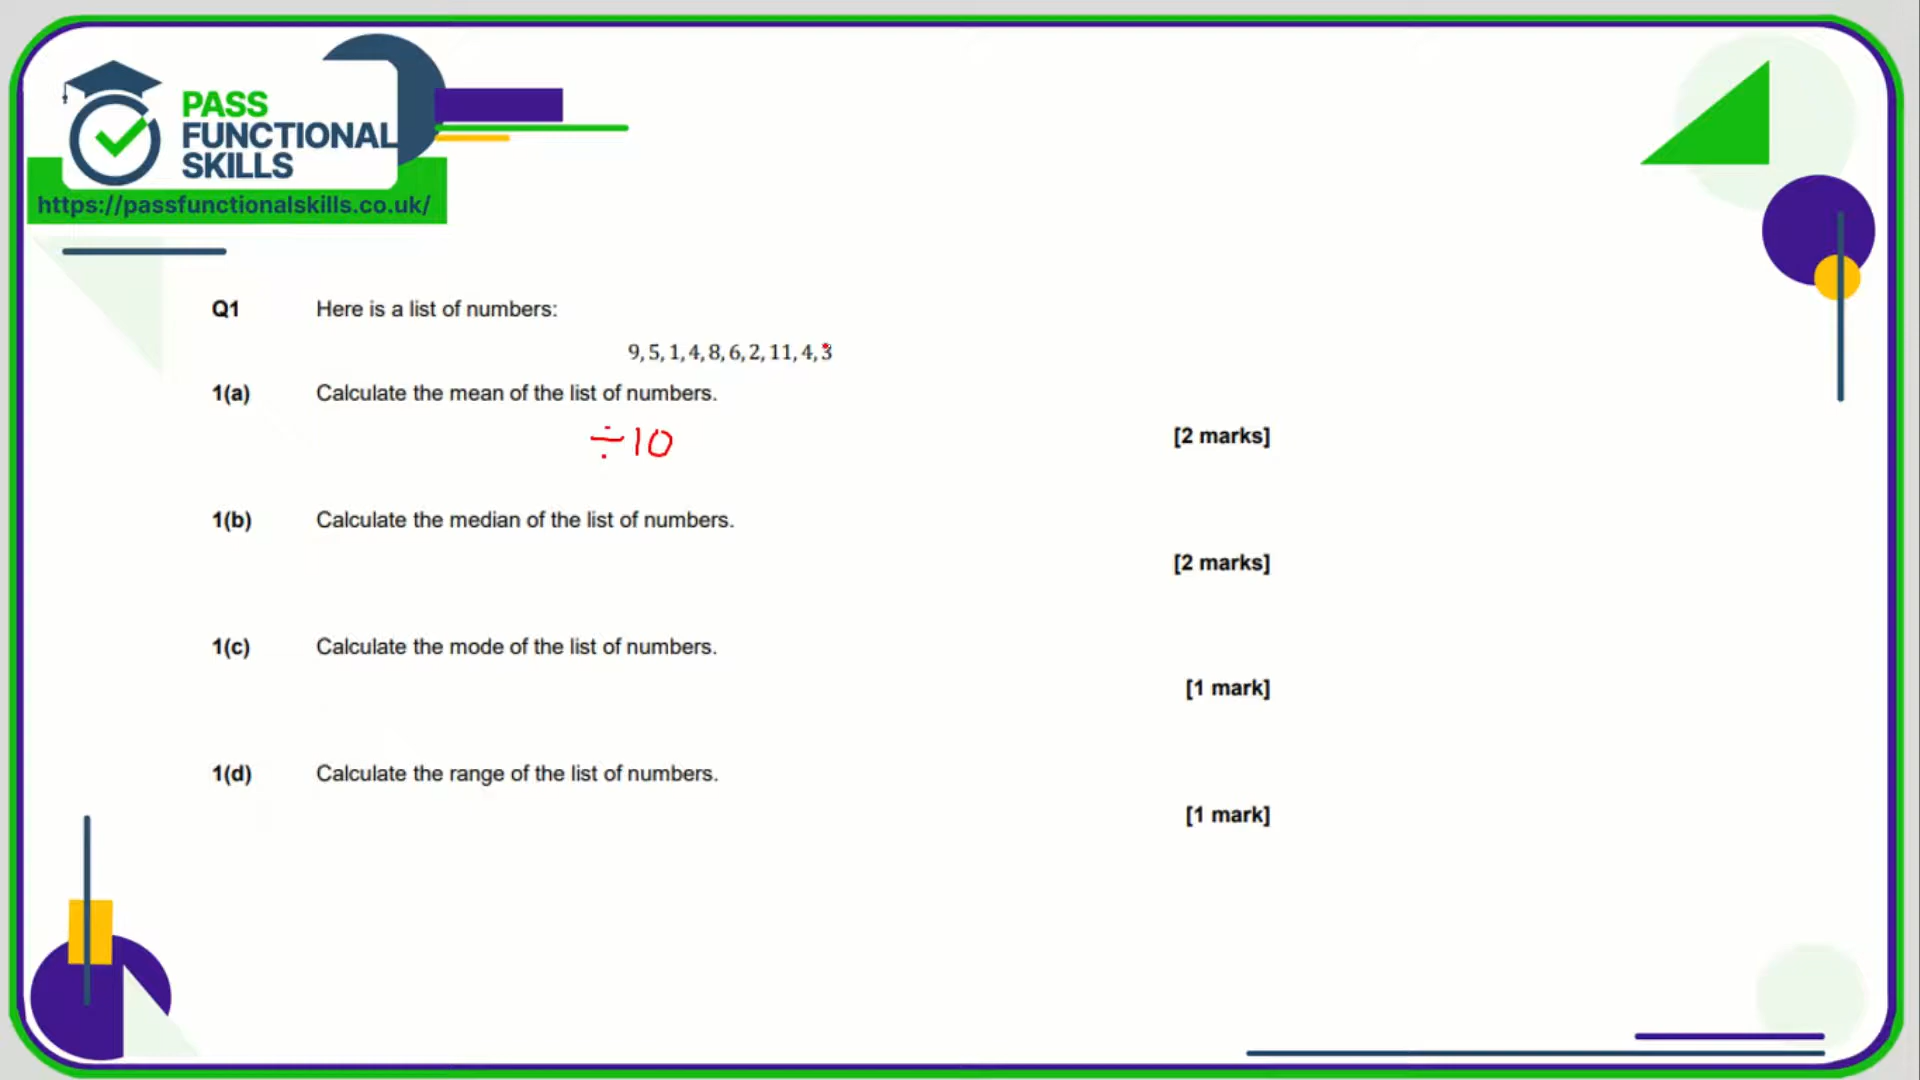 PASS
FUNCTIONAL
SKILLS
https://passfunctionalskills.co.uk/
Q1 Here is a list of numbers:
9, 5, 1, 4, 8, 6, 2, 11, 4, 3
1(a) Calculate the mean of the list of numbers.
÷10
[2 marks]
1(b) Calculate the median of the list of numbers.
[2 marks]
1(c) Calculate the mode of the list of numbers.
[1 mark]
1(d) Calculate the range of the list of numbers.
[1 mark]